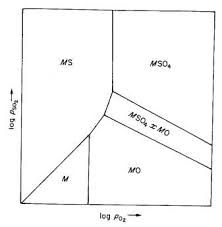 MS
MSO₄
MSO₄ x MO
M
MO
log pSO₂ →
log pO₂ →